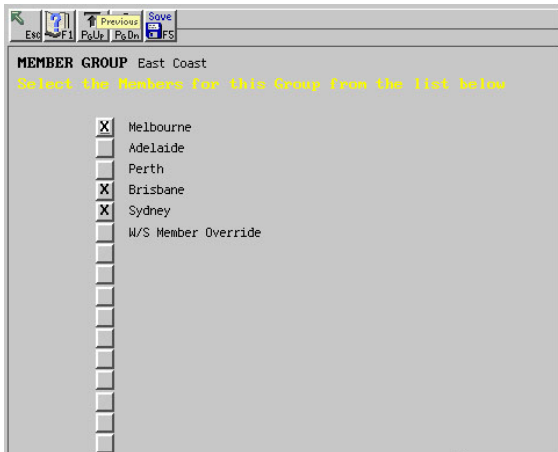 Previous Save
Esc F1 PgUp PgDn F5
MEMBER GROUP East Coast
Select the Members for this Group from the list below
X Melbourne
Adelaide
Perth
X Brisbane
X Sydney
W/S Member Override